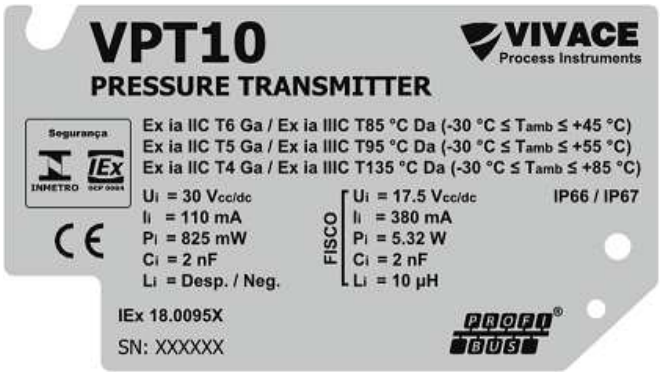 VPT10
VIVACE
Process Instruments
PRESSURE TRANSMITTER
Segurança
INMETRO
IEx
OCP 0064
Ex ia IIC T6 Ga / Ex ia IIIC T85 °C Da (-30 °C ≤ Tamb ≤ +45 °C)
Ex ia IIC T5 Ga / Ex ia IIIC T95 °C Da (-30 °C ≤ Tamb ≤ +55 °C)
Ex ia IIC T4 Ga / Ex ia IIIC T135 °C Da (-30 °C ≤ Tamb ≤ +85 °C)
CE
Ui = 30 Vcc/dc
Ii = 110 mA
Pi = 825 mW
Ci = 2 nF
Li = Desp. / Neg.
FISCO
Ui = 17.5 Vcc/dc
Ii = 380 mA
Pi = 5.32 W
Ci = 2 nF
Li = 10 µH
IP66 / IP67
IEx 18.0095X
SN: XXXXXX
PROFI®
BUS